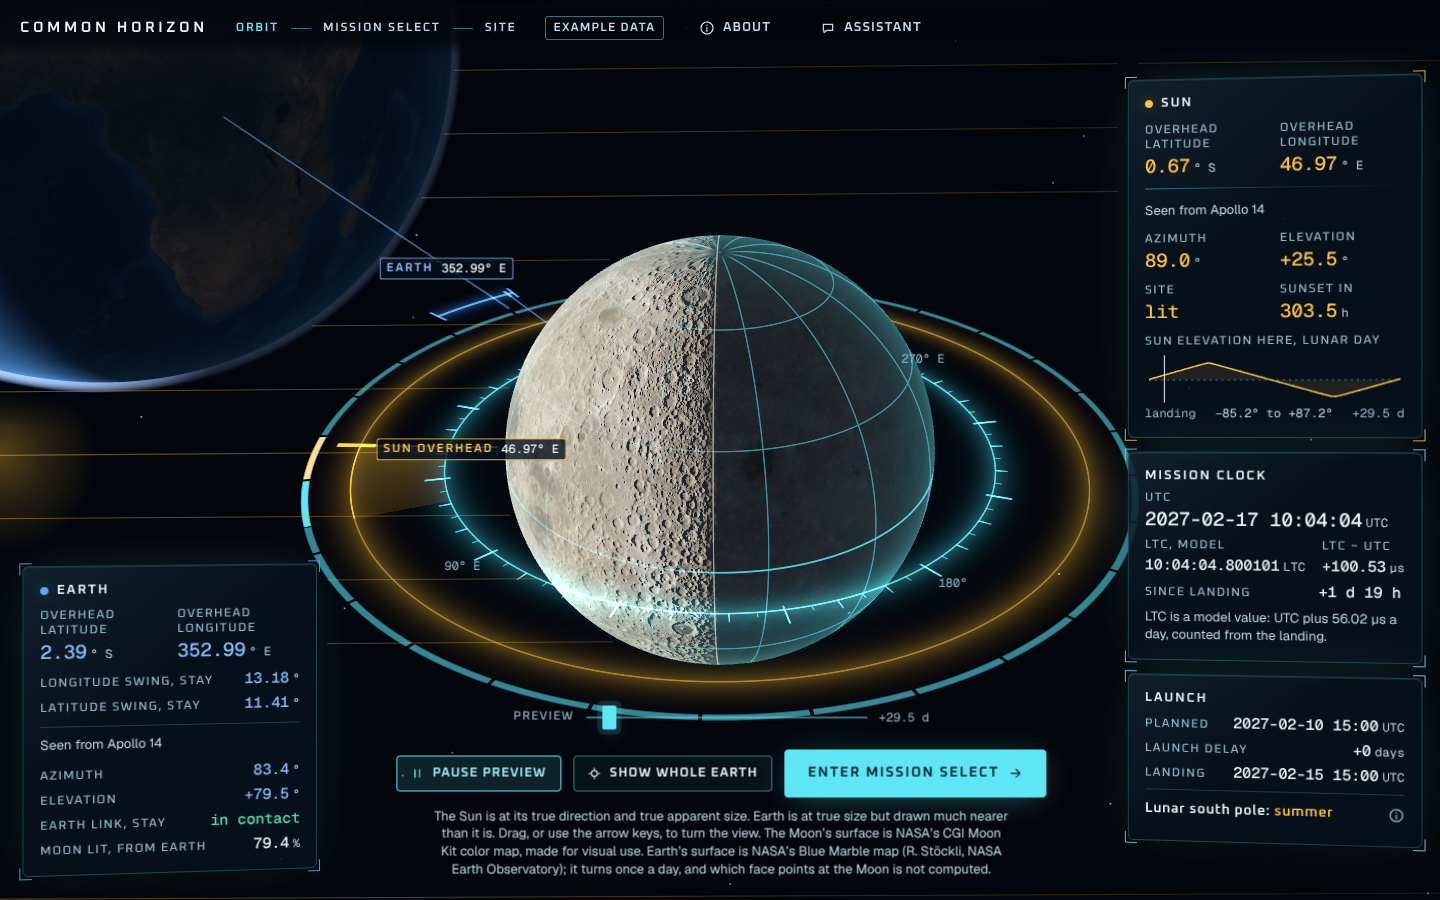 COMMON HORIZON
ORBIT
MISSION SELECT
SITE
EXAMPLE DATA
ABOUT
ASSISTANT
EARTH 352.99° E
SUN OVERHEAD 46.97° E
270° E
90° E
180°
SUN
OVERHEAD LATITUDE
OVERHEAD LONGITUDE
0.67° S
46.97° E
Seen from Apollo 14
AZIMUTH
ELEVATION
89.0°
+25.5°
SITE
SUNSET IN
lit
303.5 h
SUN ELEVATION HERE, LUNAR DAY
landing
−85.2° to +87.2°
+29.5 d
MISSION CLOCK
UTC
2027-02-17 10:04:04 UTC
LTC, MODEL
LTC − UTC
10:04:04.800101 LTC
+100.53 µs
SINCE LANDING
+1 d 19 h
LTC is a model value: UTC plus 56.02 µs a
day, counted from the landing.
LAUNCH
PLANNED 2027-02-10 15:00 UTC
LAUNCH DELAY +0 days
LANDING 2027-02-15 15:00 UTC
Lunar south pole: summer
EARTH
OVERHEAD LATITUDE
OVERHEAD LONGITUDE
2.39° S
352.99° E
LONGITUDE SWING, STAY 13.18°
LATITUDE SWING, STAY 11.41°
Seen from Apollo 14
AZIMUTH 83.4°
ELEVATION +79.5°
EARTH LINK, STAY in contact
MOON LIT, FROM EARTH 79.4%
PREVIEW
+29.5 d
PAUSE PREVIEW
SHOW WHOLE EARTH
ENTER MISSION SELECT →
The Sun is at its true direction and true apparent size. Earth is at true size but drawn much nearer
than it is. Drag, or use the arrow keys, to turn the view. The Moon's surface is NASA's CGI Moon
Kit color map, made for visual use. Earth's surface is NASA's Blue Marble map (R. Stöckli, NASA
Earth Observatory); it turns once a day, and which face points at the Moon is not computed.